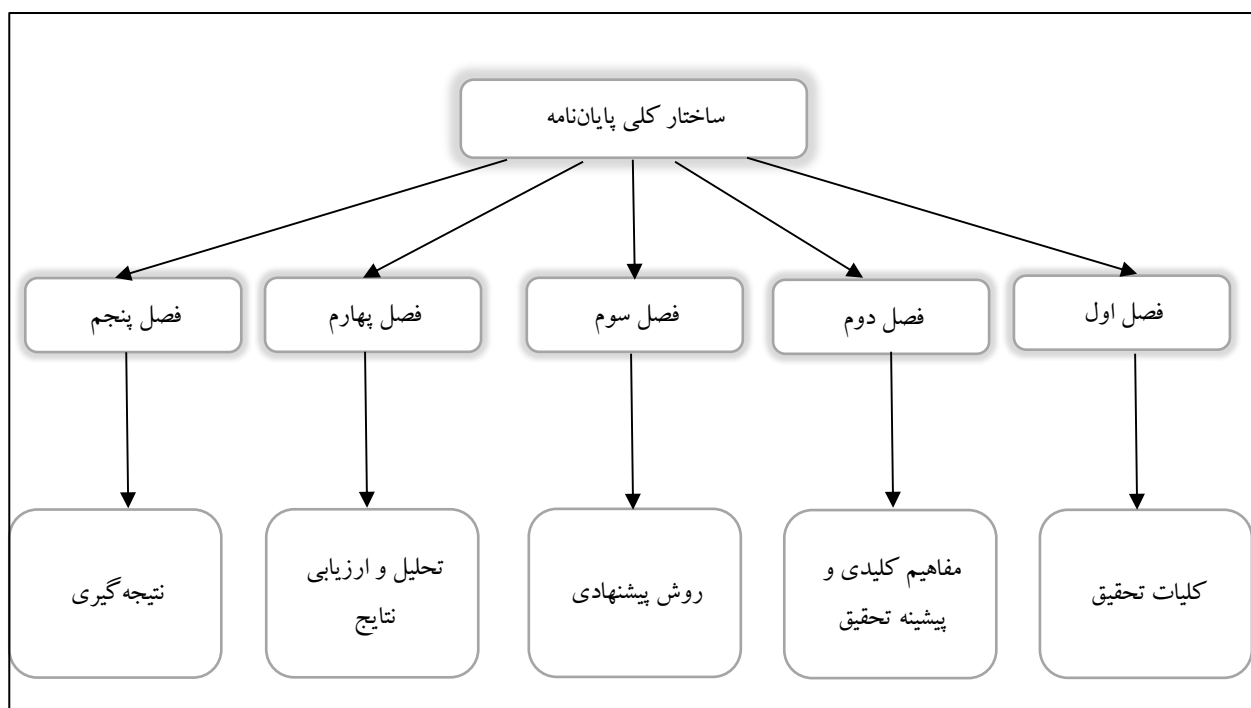 ساختار کلی پایان‌نامه
فصل اول
فصل دوم
فصل سوم
فصل پهارم
فصل پنجم
کلیات تحقیق
مفاهیم کلیدی و
پیشینه تحقیق
روش پیشنهادی
تحلیل و ارزیابی
نتایج
نتیجه‌گیری